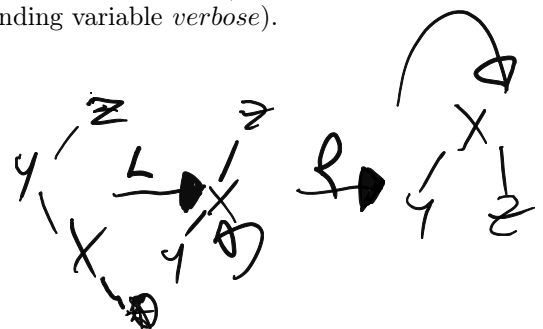 nding variable verbose).
Z Z
X
Y L X R
Y Y Z
X